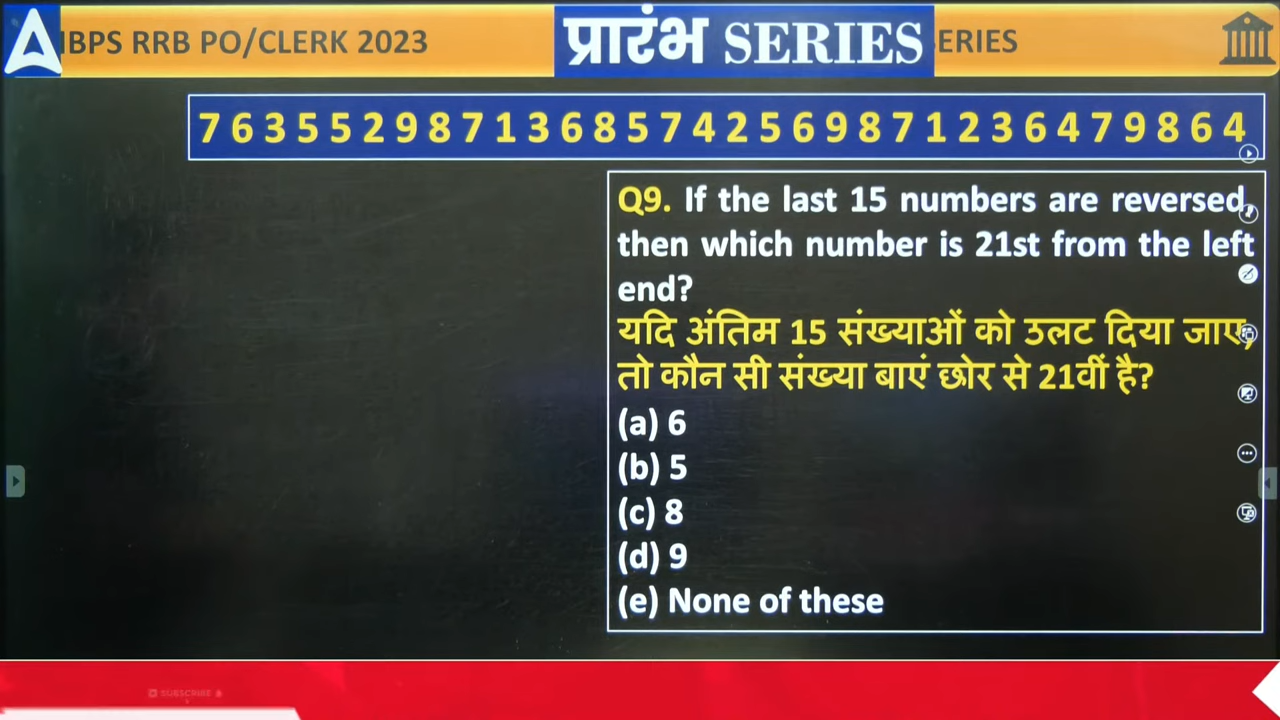 IBPS RRB PO/CLERK 2023
प्रारंभ SERIES
ERIES
7 6 3 5 5 2 9 8 7 1 3 6 8 5 7 4 2 5 6 9 8 7 1 2 3 6 4 7 9 8 6 4
Q9. If the last 15 numbers are reversed,
then which number is 21st from the left
end?
यदि अंतिम 15 संख्याओं को उलट दिया जाए,
तो कौन सी संख्या बाएं छोर से 21वीं है?
(a) 6
(b) 5
(c) 8
(d) 9
(e) None of these
SUBSCRIBE